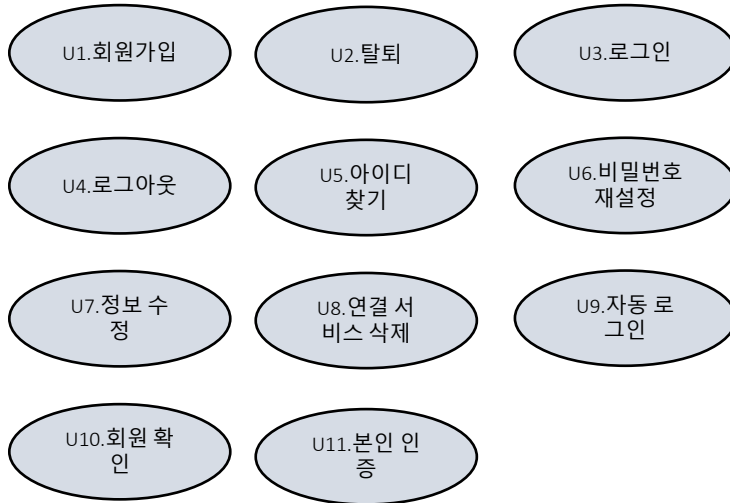 U1.회원가입
U2.탈퇴
U3.로그인
U4.로그아웃
U5.아이디
찾기
U6.비밀번호
재설정
U7.정보 수
정
U8.연결 서
비스 삭제
U9.자동 로
그인
U10.회원 확
인
U11.본인 인
증